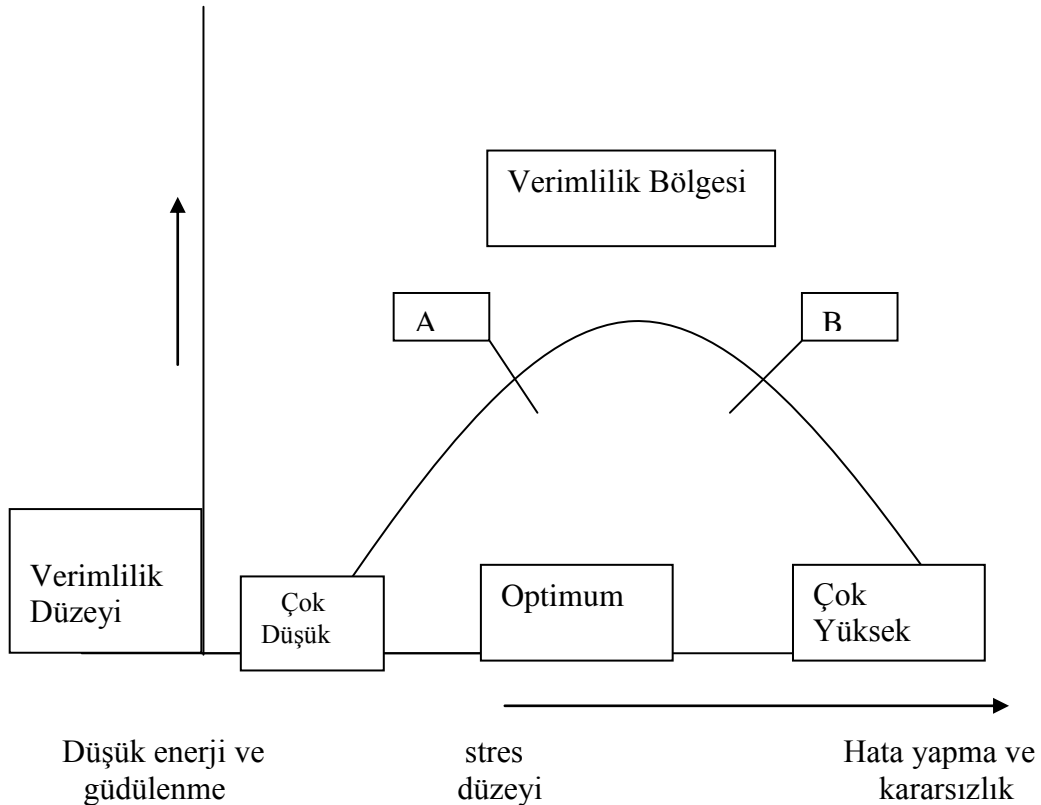 Verimlilik Bölgesi
A
B
Verimlilik
Düzeyi
Çok
Düşük
Optimum
Çok
Yüksek
Düşük enerji ve
güdülenme
stres
düzeyi
Hata yapma ve
kararsızlık